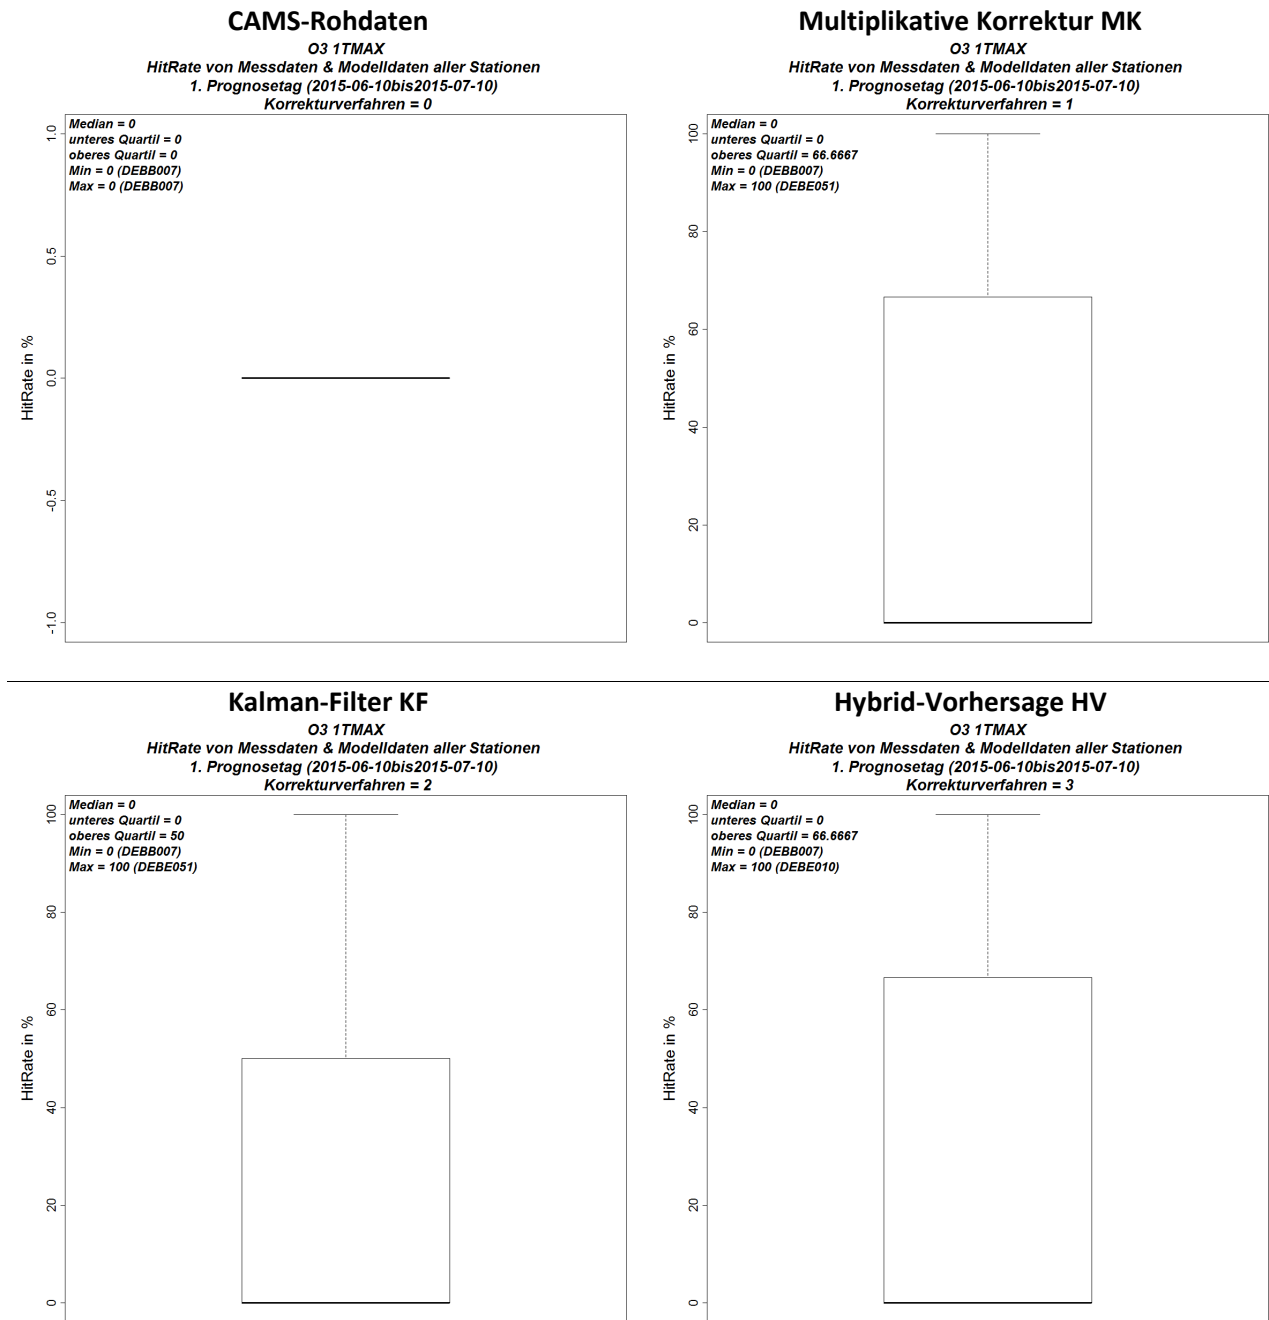 CAMS-Rohdaten
O3 1TMAX
HitRate von Messdaten & Modelldaten aller Stationen
1. Prognosetag (2015-06-10bis2015-07-10)
Korrekturverfahren = 0
Median = 0
unteres Quartil = 0
oberes Quartil = 0
Min = 0 (DEBB007)
Max = 0 (DEBB007)
1.0
0.5
0.0
-0.5
-1.0
HitRate in %
Multiplikative Korrektur MK
O3 1TMAX
HitRate von Messdaten & Modelldaten aller Stationen
1. Prognosetag (2015-06-10bis2015-07-10)
Korrekturverfahren = 1
Median = 0
unteres Quartil = 0
oberes Quartil = 66.6667
Min = 0 (DEBB007)
Max = 100 (DEBE051)
100
80
60
40
20
0
HitRate in %
Kalman-Filter KF
O3 1TMAX
HitRate von Messdaten & Modelldaten aller Stationen
1. Prognosetag (2015-06-10bis2015-07-10)
Korrekturverfahren = 2
Median = 0
unteres Quartil = 0
oberes Quartil = 50
Min = 0 (DEBB007)
Max = 100 (DEBE051)
100
80
60
40
20
0
HitRate in %
Hybrid-Vorhersage HV
O3 1TMAX
HitRate von Messdaten & Modelldaten aller Stationen
1. Prognosetag (2015-06-10bis2015-07-10)
Korrekturverfahren = 3
Median = 0
unteres Quartil = 0
oberes Quartil = 66.6667
Min = 0 (DEBB007)
Max = 100 (DEBE010)
100
80
60
40
20
0
HitRate in %